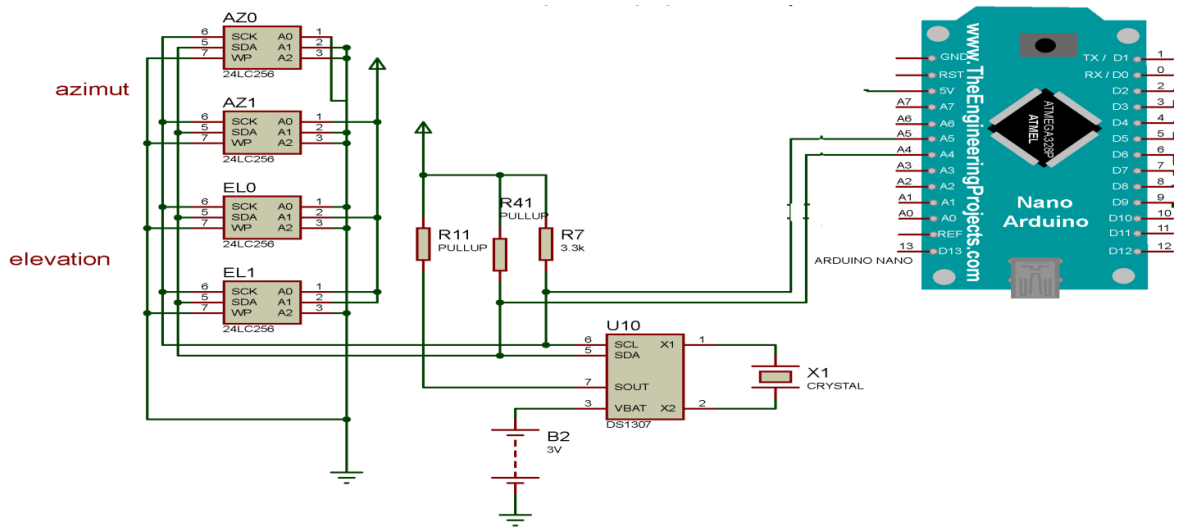 AZ0
6 SCK A0 1
5 SDA A1 2
7 WP A2 3
24LC256
azimut
AZ1
6 SCK A0 1
5 SDA A1 2
7 WP A2 3
24LC256
EL0
6 SCK A0 1
5 SDA A1 2
7 WP A2 3
24LC256
elevation
EL1
6 SCK A0 1
5 SDA A1 2
7 WP A2 3
24LC256
R11
PULLUP
R41
PULLUP
R7
3.3k
U10
6 SCL X1 1
5 SDA
7 SOUT
3 VBAT X2 2
DS1307
X1
CRYSTAL
B2
3V
GND
RST
5V
A7
A7
A6
A6
A5
A5
A4
A4
A3
A3
A2
A2
A1
A1
A0
A0
REF
13 D13
ARDUINO NANO
www.TheEngineeringProjects.com
ATMEGA328P
ATMEL
Nano
Arduino
TX / D1 1
RX / D0 0
D2 2
D3 3
D4 4
D5 5
D6 6
D7 7
D8 8
D9 9
D10 10
D11 11
D12 12